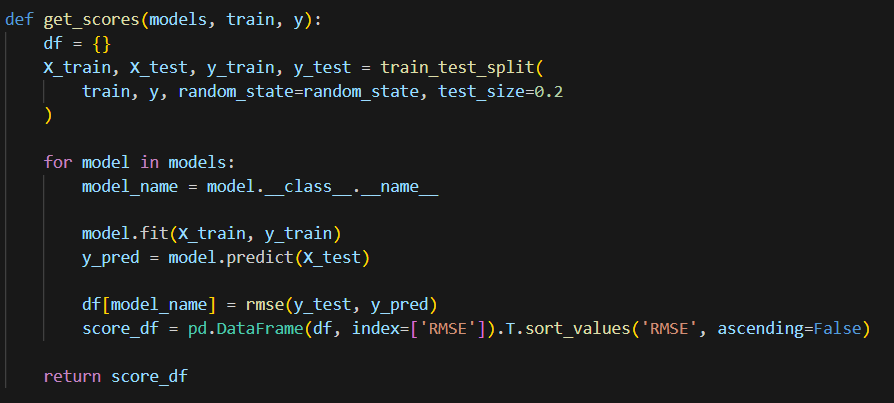 def get_scores(models, train, y):
    df = {}
    X_train, X_test, y_train, y_test = train_test_split(
        train, y, random_state=random_state, test_size=0.2
    )
    for model in models:
        model_name = model.__class__.__name__
        model.fit(X_train, y_train)
        y_pred = model.predict(X_test)
        df[model_name] = rmse(y_test, y_pred)
        score_df = pd.DataFrame(df, index=['RMSE']).T.sort_values('RMSE', ascending=False)
    return score_df